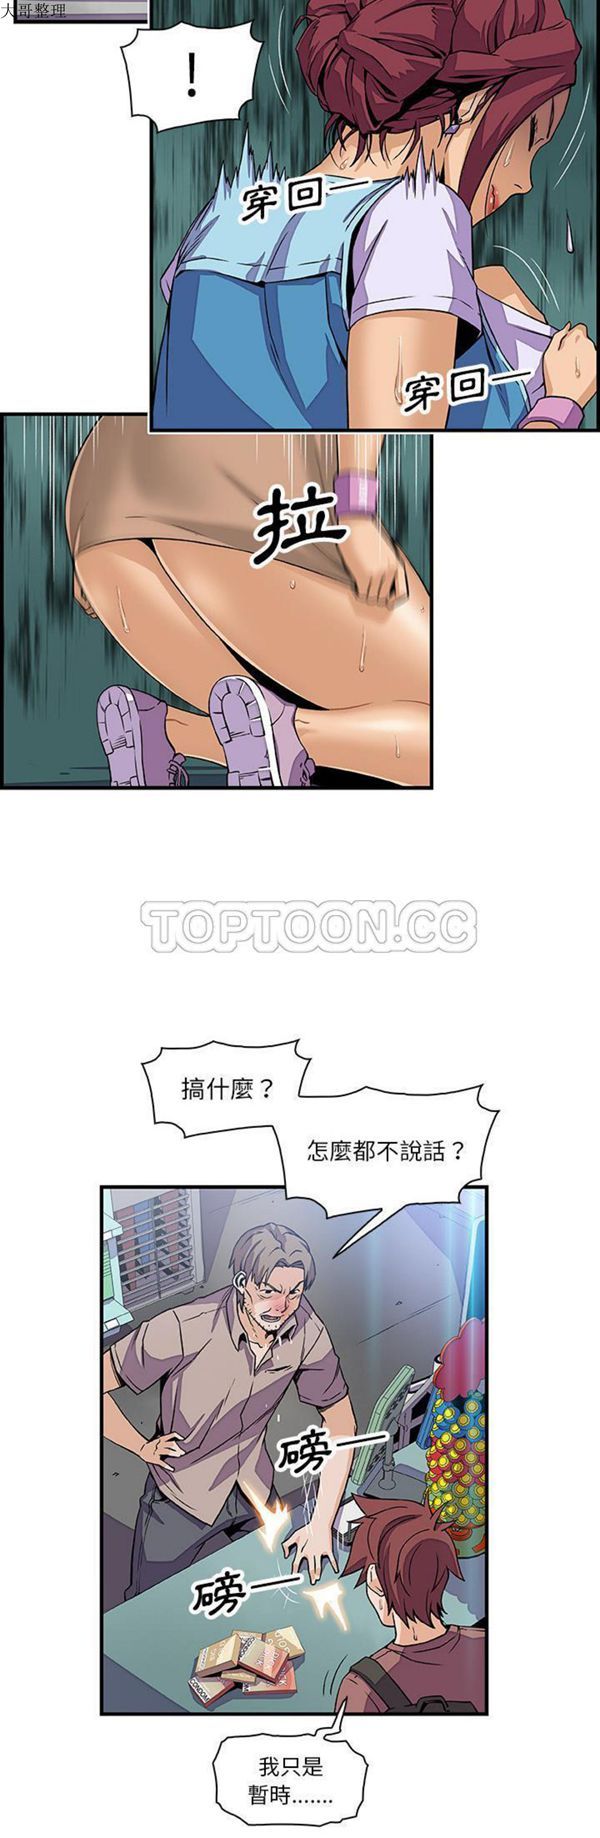 大哥整理
！
穿回一
穿回一
拉
TOPTOON.CC
搞什麼？
怎麼都不說話？
磅一
磅一
CONDOM
我只是
暫時.......